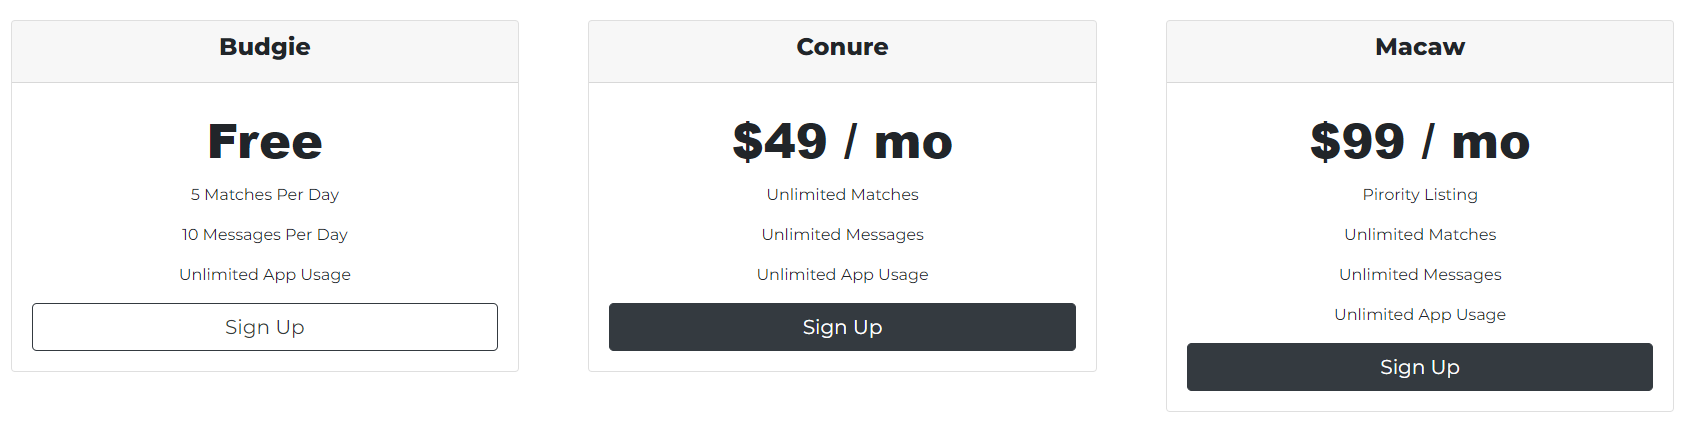 Budgie
Free
5 Matches Per Day
10 Messages Per Day
Unlimited App Usage
Sign Up
Conure
$49 / mo
Unlimited Matches
Unlimited Messages
Unlimited App Usage
Sign Up
Macaw
$99 / mo
Pirority Listing
Unlimited Matches
Unlimited Messages
Unlimited App Usage
Sign Up